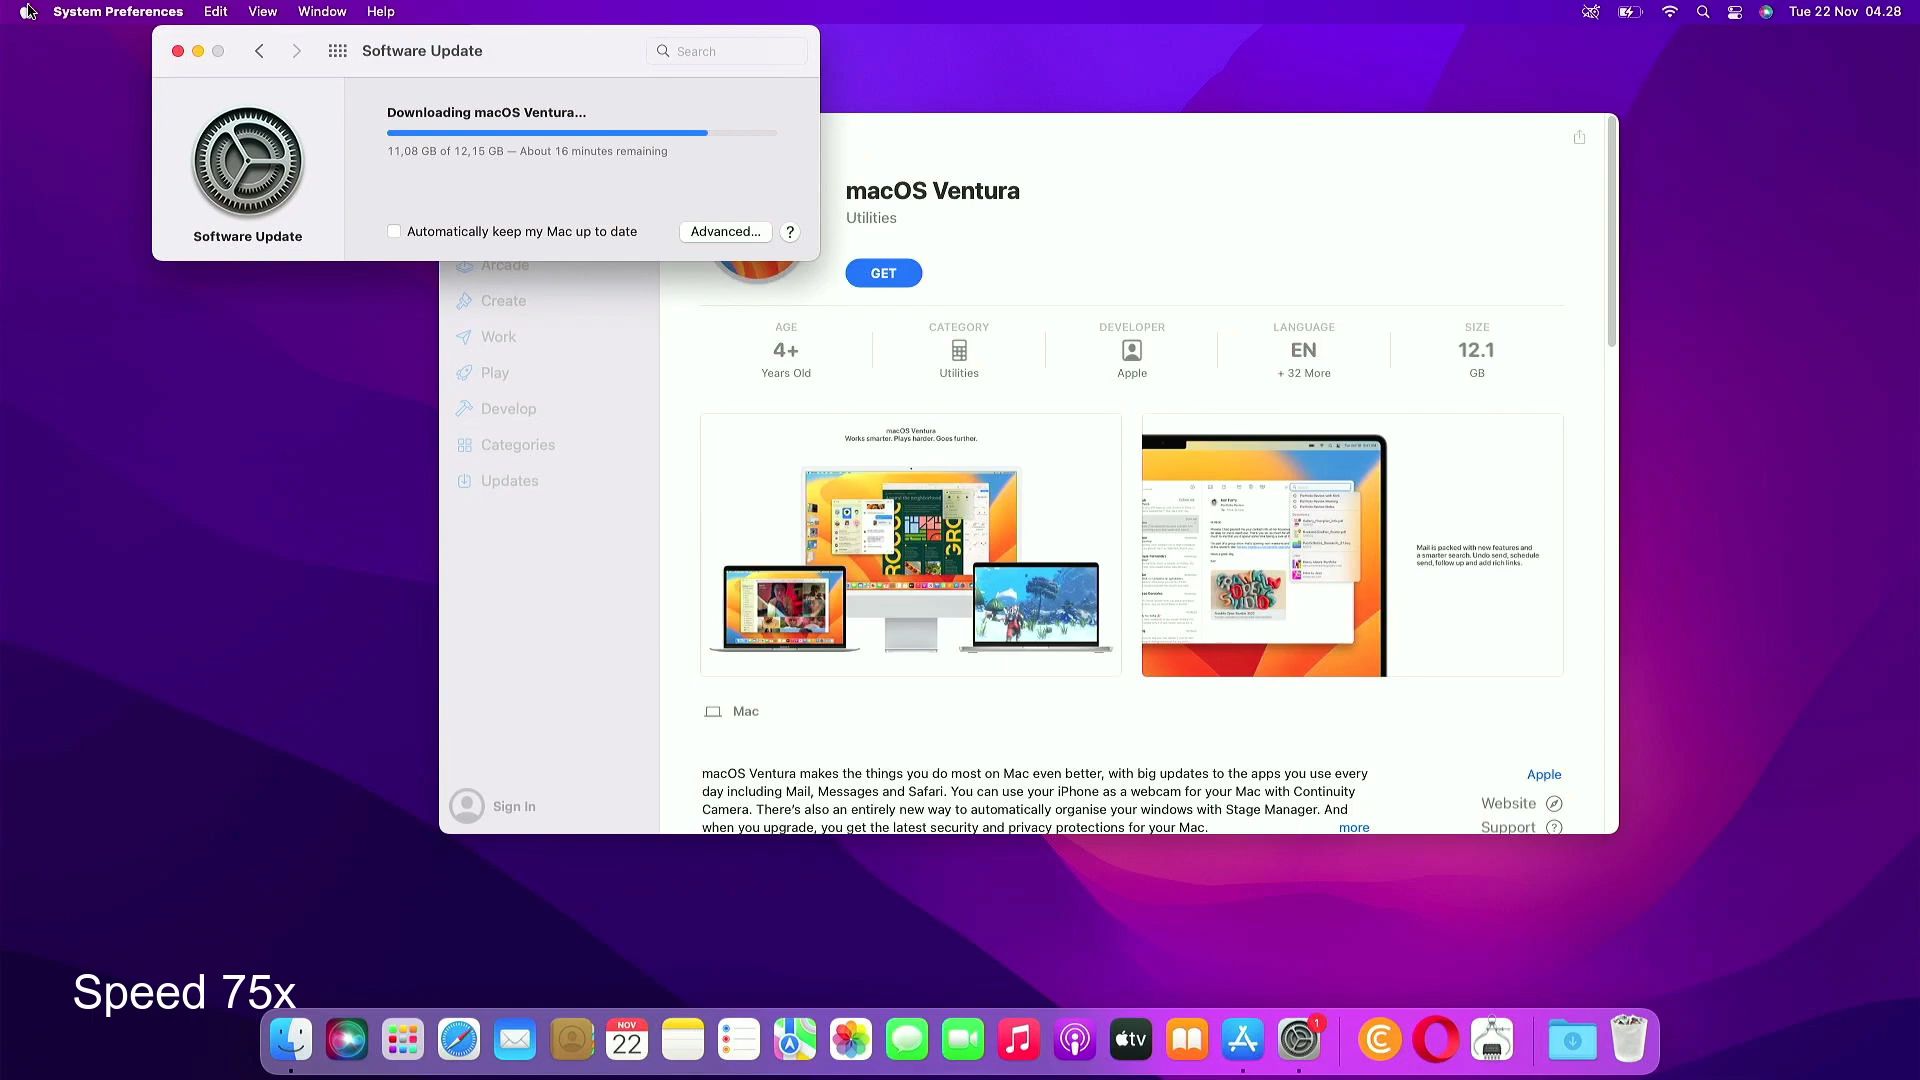 System Preferences Edit View Window Help
Tue 22 Nov 04.28
Software Update
Search
Downloading macOS Ventura...
11,08 GB of 12,15 GB — About 16 minutes remaining
Software Update
Automatically keep my Mac up to date
Advanced...
?
Arcade
Create
Work
Play
Develop
Categories
Updates
Sign In
macOS Ventura
Utilities
GET
AGE
4+
Years Old
CATEGORY
Utilities
DEVELOPER
Apple
LANGUAGE
EN
+ 32 More
SIZE
12.1
GB
macOS Ventura
Works smarter. Plays harder. Goes further.
Mail is packed with new features and
a smarter search. Undo send, schedule
send, follow up and add rich links.
Mac
macOS Ventura makes the things you do most on Mac even better, with big updates to the apps you use every
day including Mail, Messages and Safari. You can use your iPhone as a webcam for your Mac with Continuity
Camera. There's also an entirely new way to automatically organise your windows with Stage Manager. And
when you upgrade, you get the latest security and privacy protections for your Mac.
more
Apple
Website
Support
Speed 75x
NOV
22
tv
1